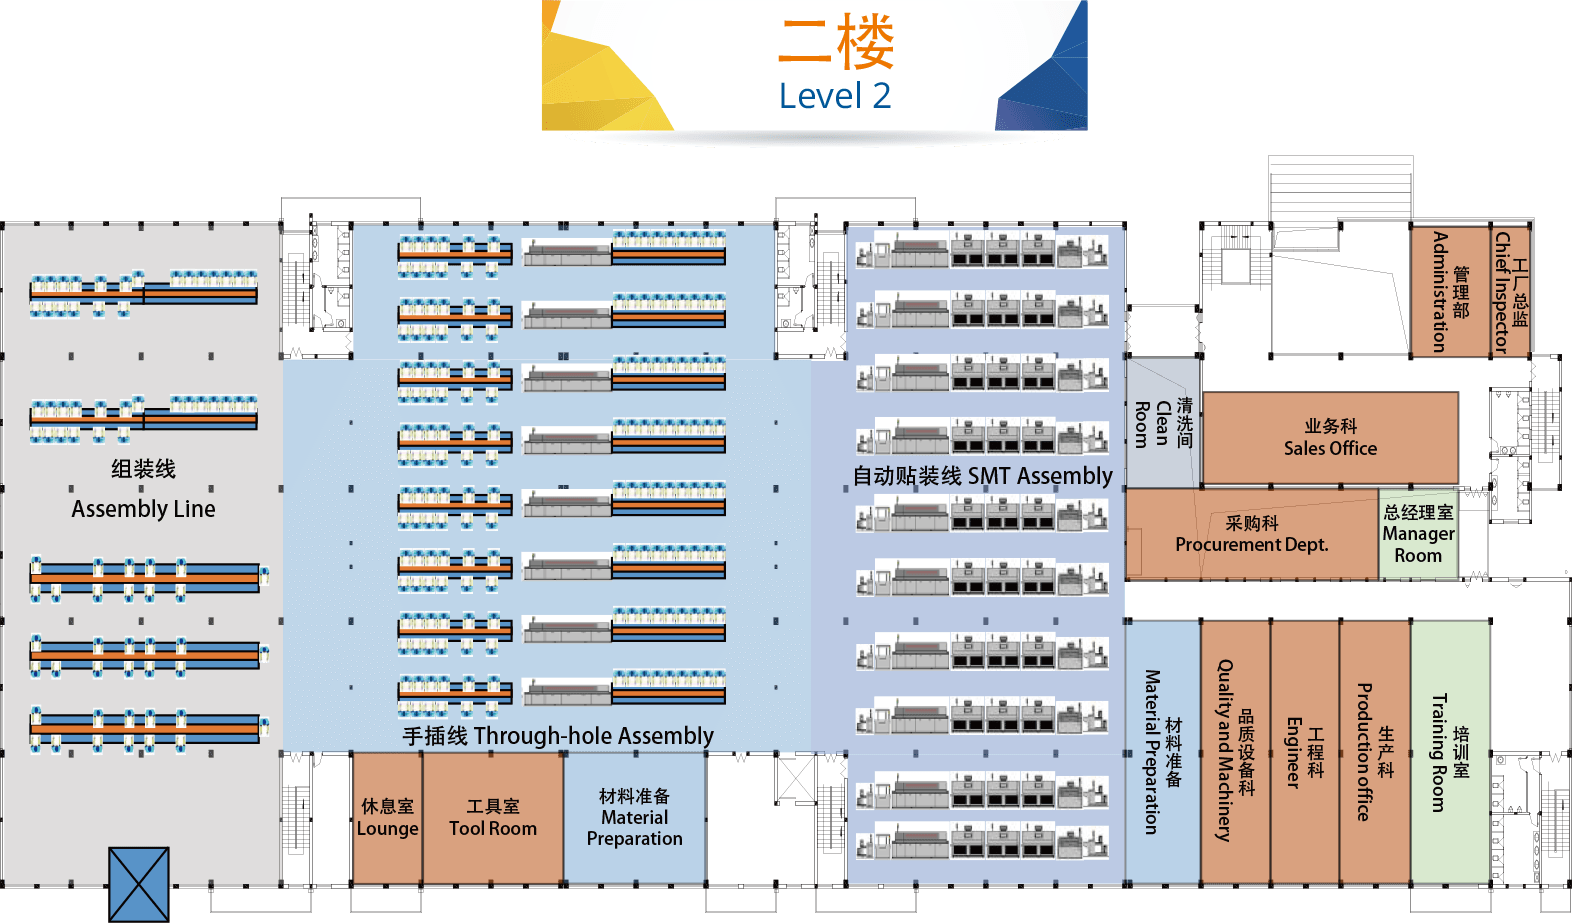 二楼
Level 2
组装线
Assembly Line
手插线 Through-hole Assembly
自动贴装线 SMT Assembly
休息室
Lounge
工具室
Tool Room
材料准备
Material
Preparation
清洗间
Clean
Room
管理部
Administration
工厂总监
Chief Inspector
业务科
Sales Office
采购科
Procurement Dept.
总经理室
Manager
Room
材料准备
Material Preparation
品质设备科
Quality and Machinery
工程科
Engineer
生产科
Production office
培训室
Training Room